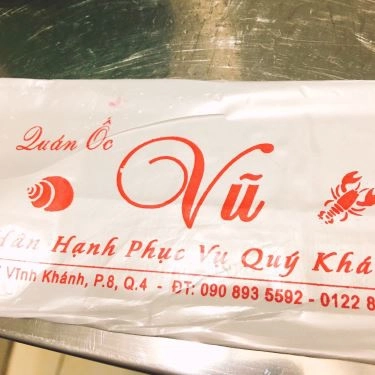 Quán Ốc
Vũ
Hân Hạnh Phục Vụ Quý Khá
Vĩnh Khánh, P.8, Q.4 - ĐT: 090 893 5592 - 0122 8